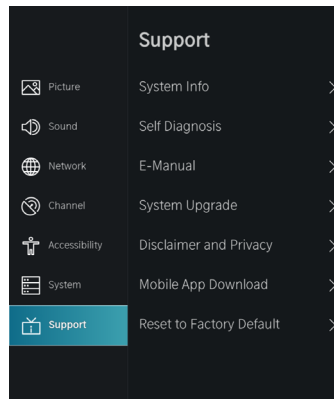 Support
Picture
System Info
Sound
Self Diagnosis
Network
E-Manual
Channel
System Upgrade
Accessibility
Disclaimer and Privacy
System
Mobile App Download
Support
Reset to Factory Default